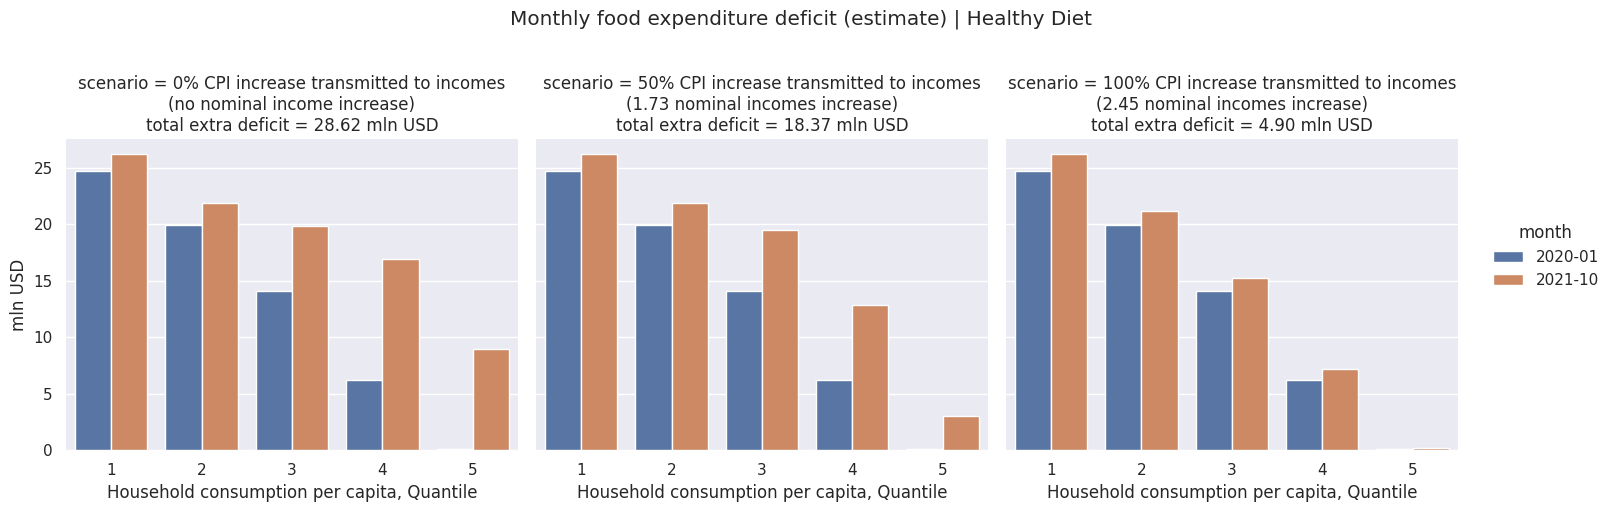 Monthly food expenditure deficit (estimate) | Healthy Diet
scenario = 0% CPI increase transmitted to incomes
(no nominal income increase)
total extra deficit = 28.62 mln USD
scenario = 50% CPI increase transmitted to incomes
(1.73 nominal incomes increase)
total extra deficit = 18.37 mln USD
scenario = 100% CPI increase transmitted to incomes
(2.45 nominal incomes increase)
total extra deficit = 4.90 mln USD
mln USD
25
20
15
10
5
0
1 2 3 4 5
Household consumption per capita, Quantile
1 2 3 4 5
Household consumption per capita, Quantile
1 2 3 4 5
Household consumption per capita, Quantile
month
2020-01
2021-10